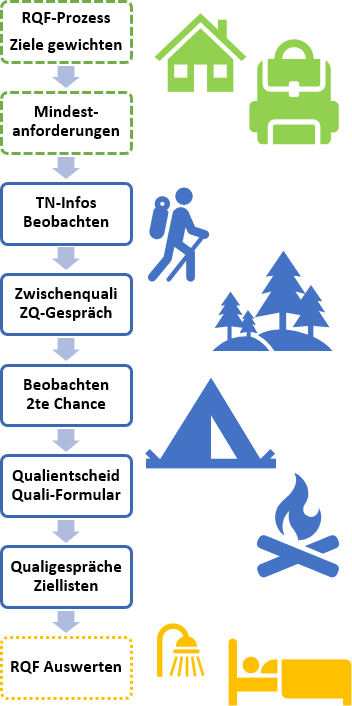 RQF-Prozess
Ziele gewichten
Mindest-
anforderungen
TN-Infos
Beobachten
Zwischenquali
ZQ-Gespräch
Beobachten
2te Chance
Qualientscheid
Quali-Formular
Qualigespräche
Ziellisten
RQF Auswerten